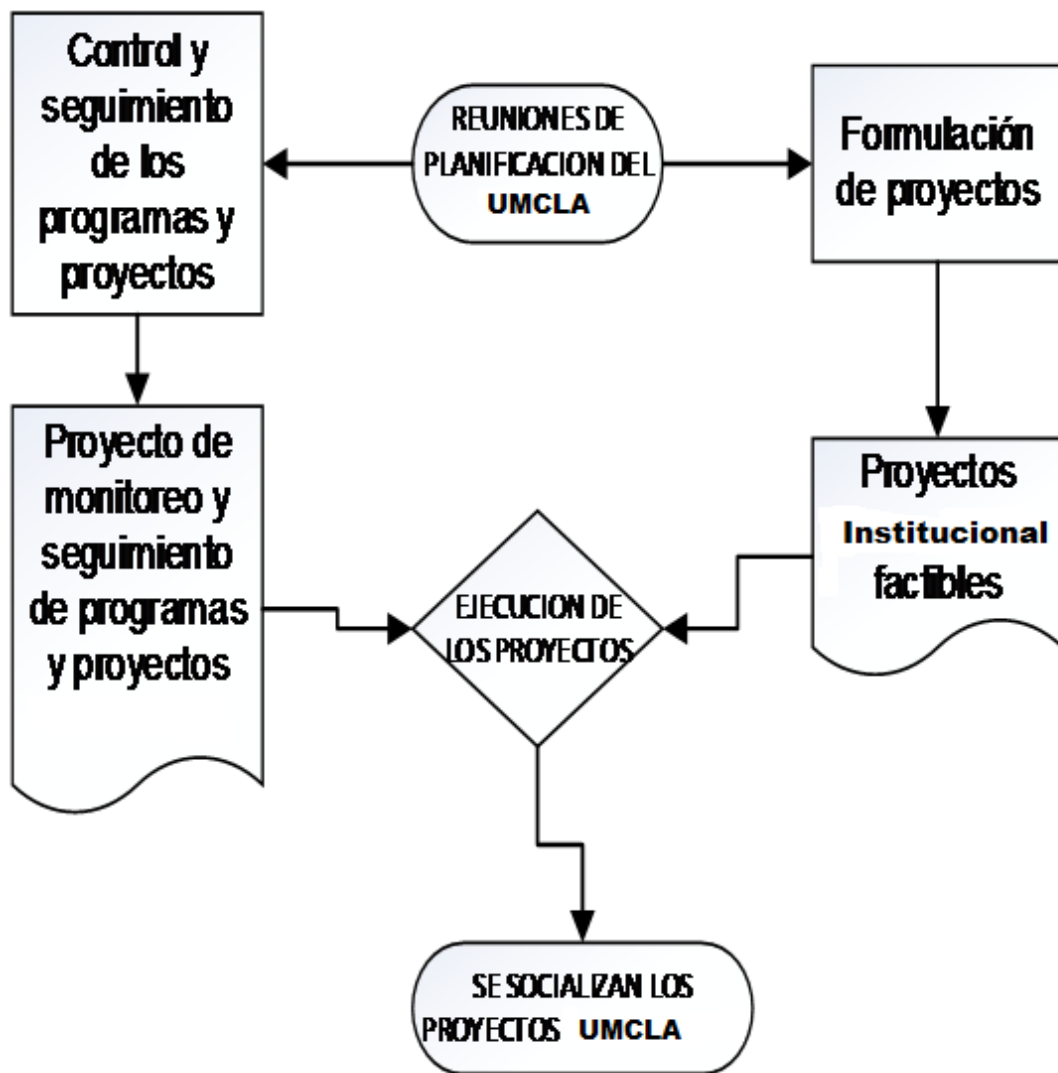 Control y
seguimiento
de los
programas y
proyectos
REUNIONES DE
PLANIFICACION DEL
UMCLA
Formulación
de proyectos
Proyecto de
monitoreo y
seguimiento
de programas
y proyectos
Proyectos
Institucional
factibles
EJECUCION DE
LOS PROYECTOS
SE SOCIALIZAN LOS
PROYECTOS UMCLA